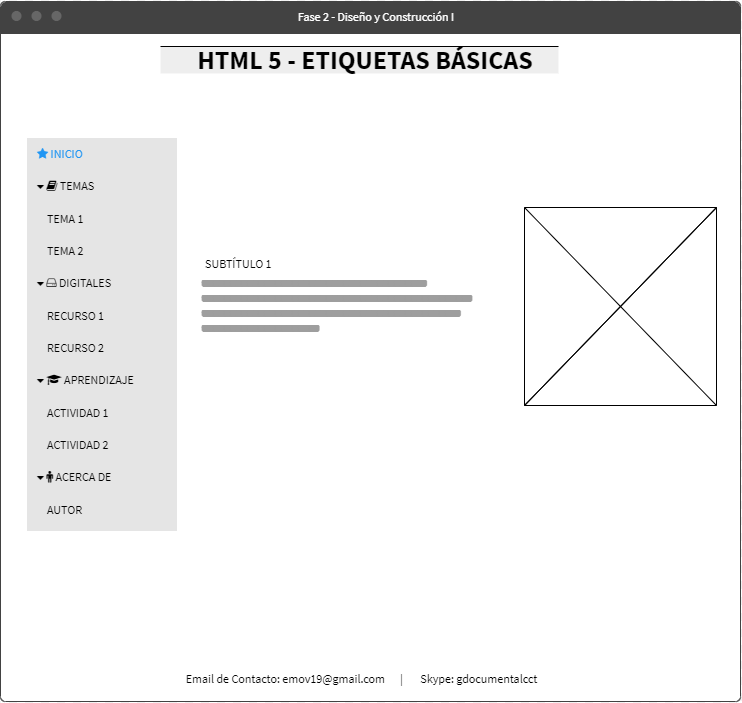 Fase 2 - Diseño y Construcción I
HTML 5 - ETIQUETAS BÁSICAS
INICIO
TEMAS
TEMA 1
TEMA 2
DIGITALES
RECURSO 1
RECURSO 2
APRENDIZAJE
ACTIVIDAD 1
ACTIVIDAD 2
ACERCA DE
AUTOR
SUBTÍTULO 1
Email de Contacto: emov19@gmail.com | Skype: gdocumentalcct